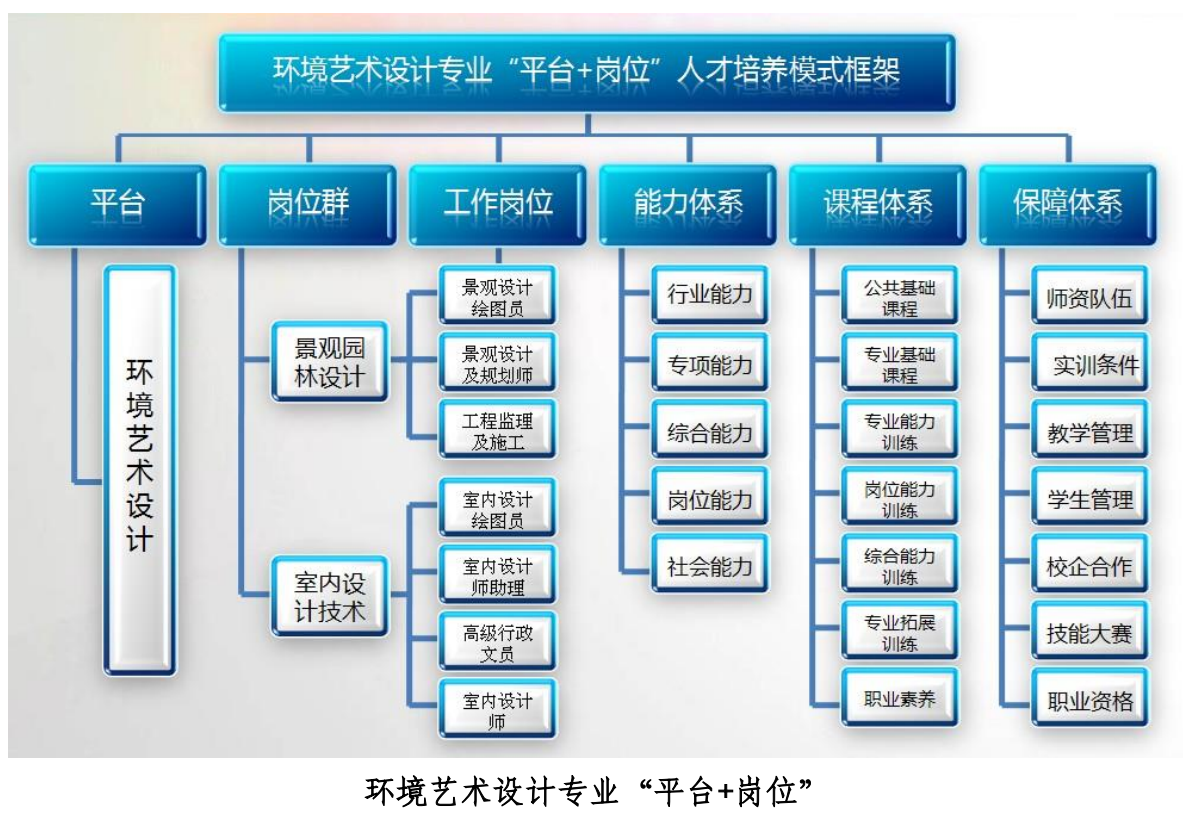 环境艺术设计专业“平台+岗位”人才培养模式框架
平台
岗位群
工作岗位
能力体系
课程体系
保障体系
环
境
艺
术
设
计
景观园
林设计
室内设
计技术
景观设计
绘图员
景观设计
及规划师
工程监理
及施工
室内设计
绘图员
室内设计
师助理
高级行政
文员
室内设计
师
行业能力
专项能力
综合能力
岗位能力
社会能力
公共基础
课程
专业基础
课程
专业能力
训练
岗位能力
训练
综合能力
训练
专业拓展
训练
职业素养
师资队伍
实训条件
教学管理
学生管理
校企合作
技能大赛
职业资格
环境艺术设计专业“平台+岗位”